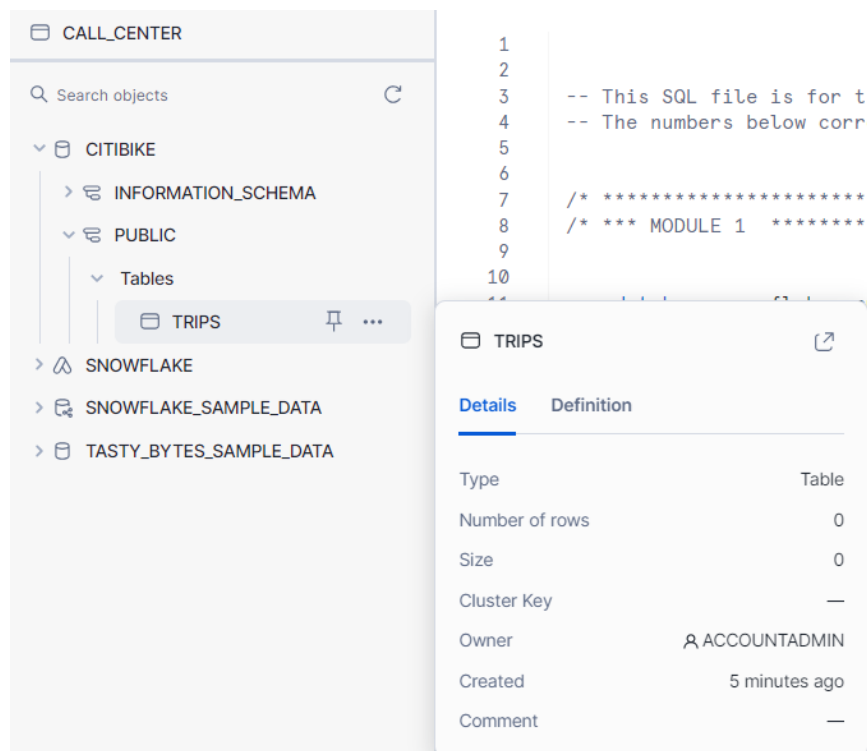 CALL_CENTER
Search objects
CITIBIKE
INFORMATION_SCHEMA
PUBLIC
Tables
TRIPS
SNOWFLAKE
SNOWFLAKE_SAMPLE_DATA
TASTY_BYTES_SAMPLE_DATA
1
2
3 -- This SQL file is for t
4 -- The numbers below corr
5
6
7 /* **********************
8 /* *** MODULE 1 ********
9
10
TRIPS
Details Definition
Type Table
Number of rows 0
Size 0
Cluster Key —
Owner ACCOUNTADMIN
Created 5 minutes ago
Comment —